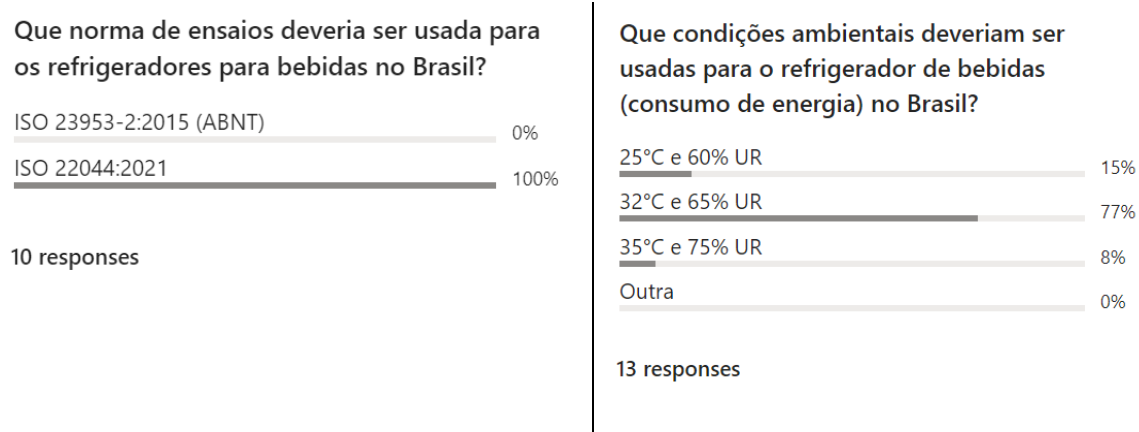 Que norma de ensaios deveria ser usada para
os refrigeradores para bebidas no Brasil?
ISO 23953-2:2015 (ABNT)
0%
ISO 22044:2021
100%
10 responses
Que condições ambientais deveriam ser
usadas para o refrigerador de bebidas
(consumo de energia) no Brasil?
25°C e 60% UR
15%
32°C e 65% UR
77%
35°C e 75% UR
8%
Outra
0%
13 responses